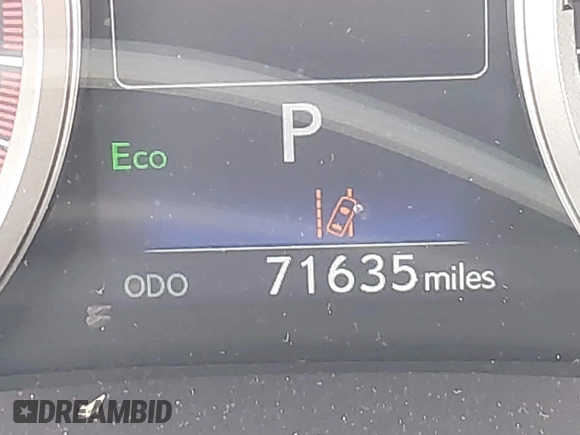 P
Eco
ODO 71635 miles
DREAMBID